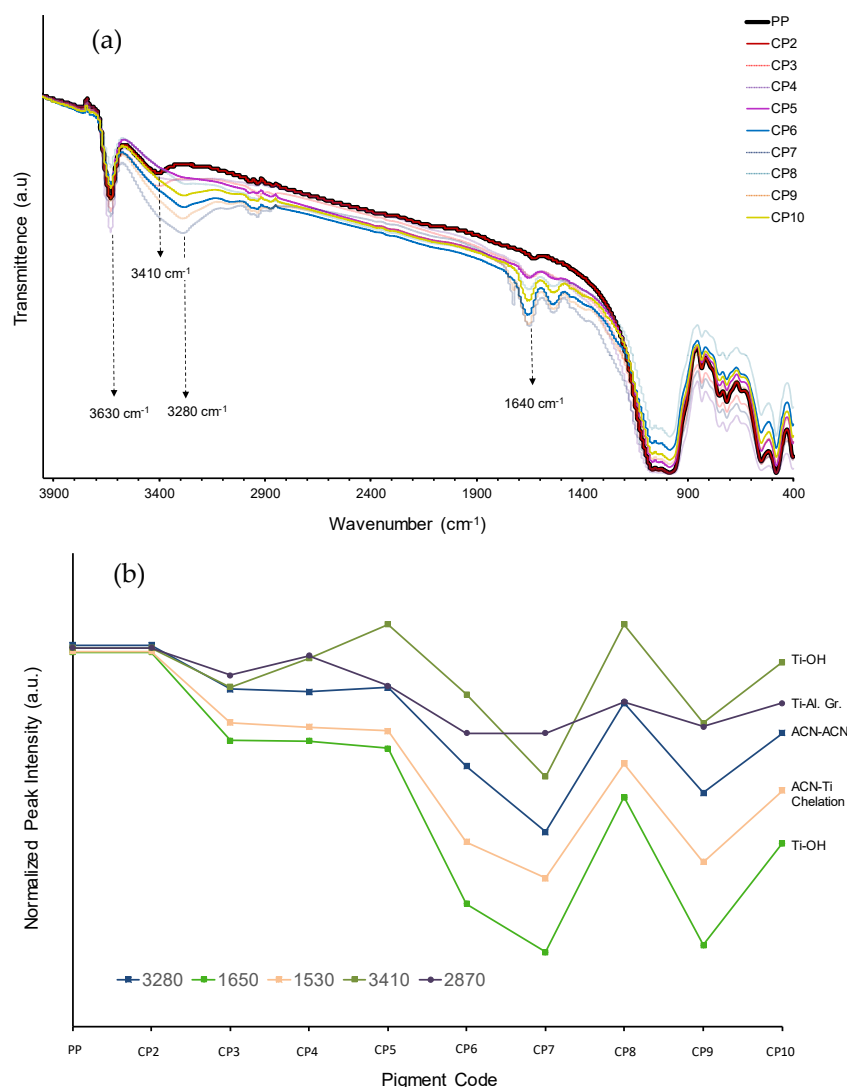 (a)
PP
CP2
CP3
CP4
CP5
CP6
CP7
CP8
CP9
CP10
Transmittence (a.u)
3410 cm-1
3630 cm-1
3280 cm-1
1640 cm-1
3900 3400 2900 2400 1900 1400 900 400
Wavenumber (cm-1)
(b)
Normalized Peak Intensity (a.u.)
Ti-OH
Ti-Al. Gr.
ACN-ACN
ACN-Ti
Chelation
Ti-OH
3280 1650 1530 3410 2870
PP CP2 CP3 CP4 CP5 CP6 CP7 CP8 CP9 CP10
Pigment Code